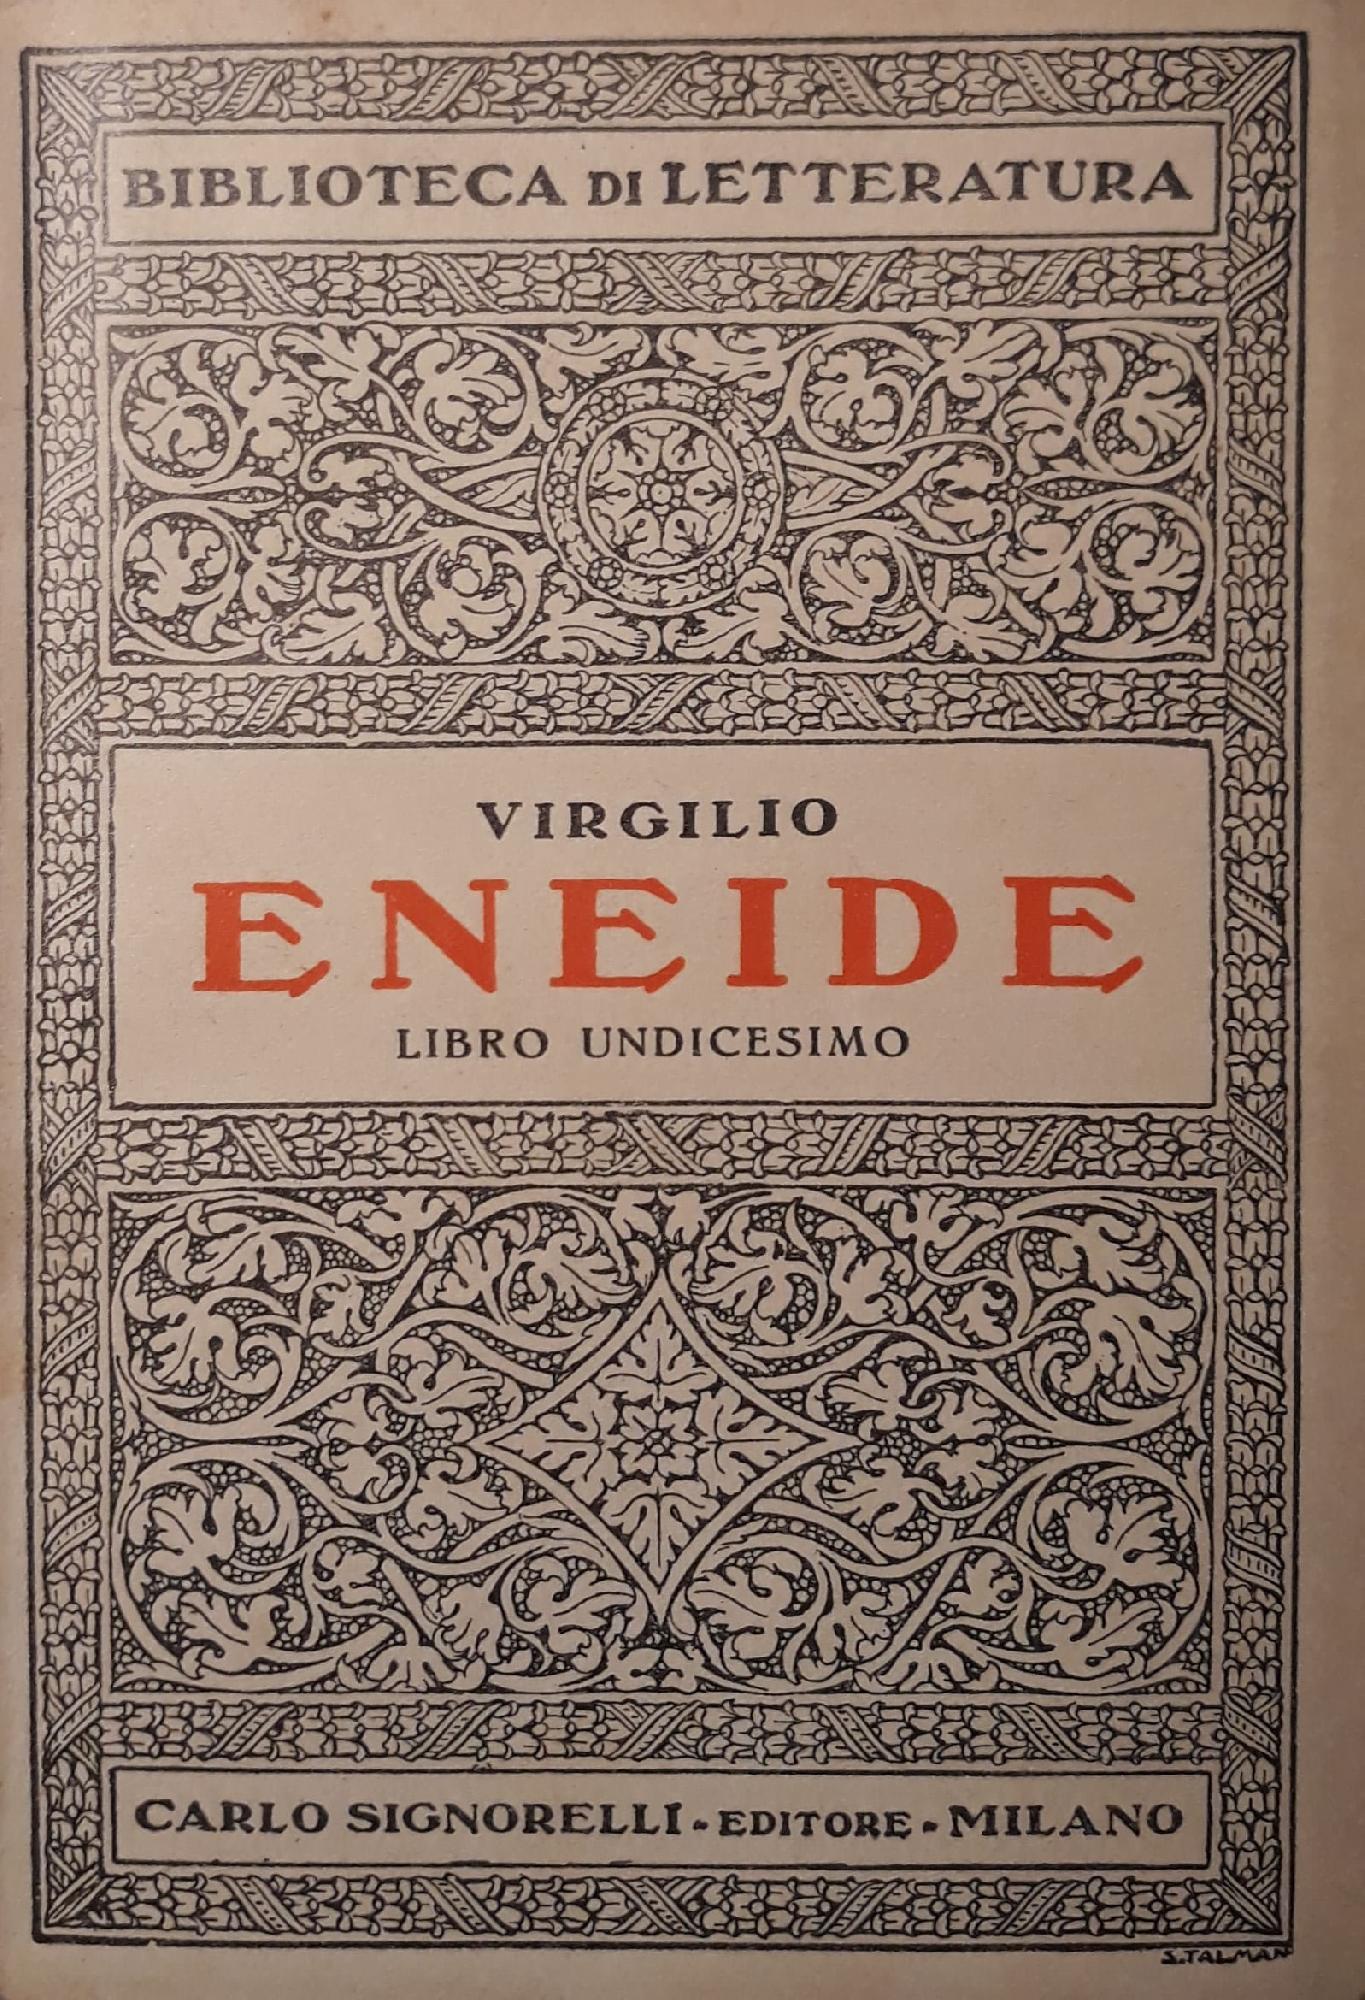 BIBLIOTECA DI LETTERATURA
VIRGILIO
ENEIDE
LIBRO UNDICESIMO
CARLO SIGNORELLI - EDITORE - MILANO
S. TALMAN